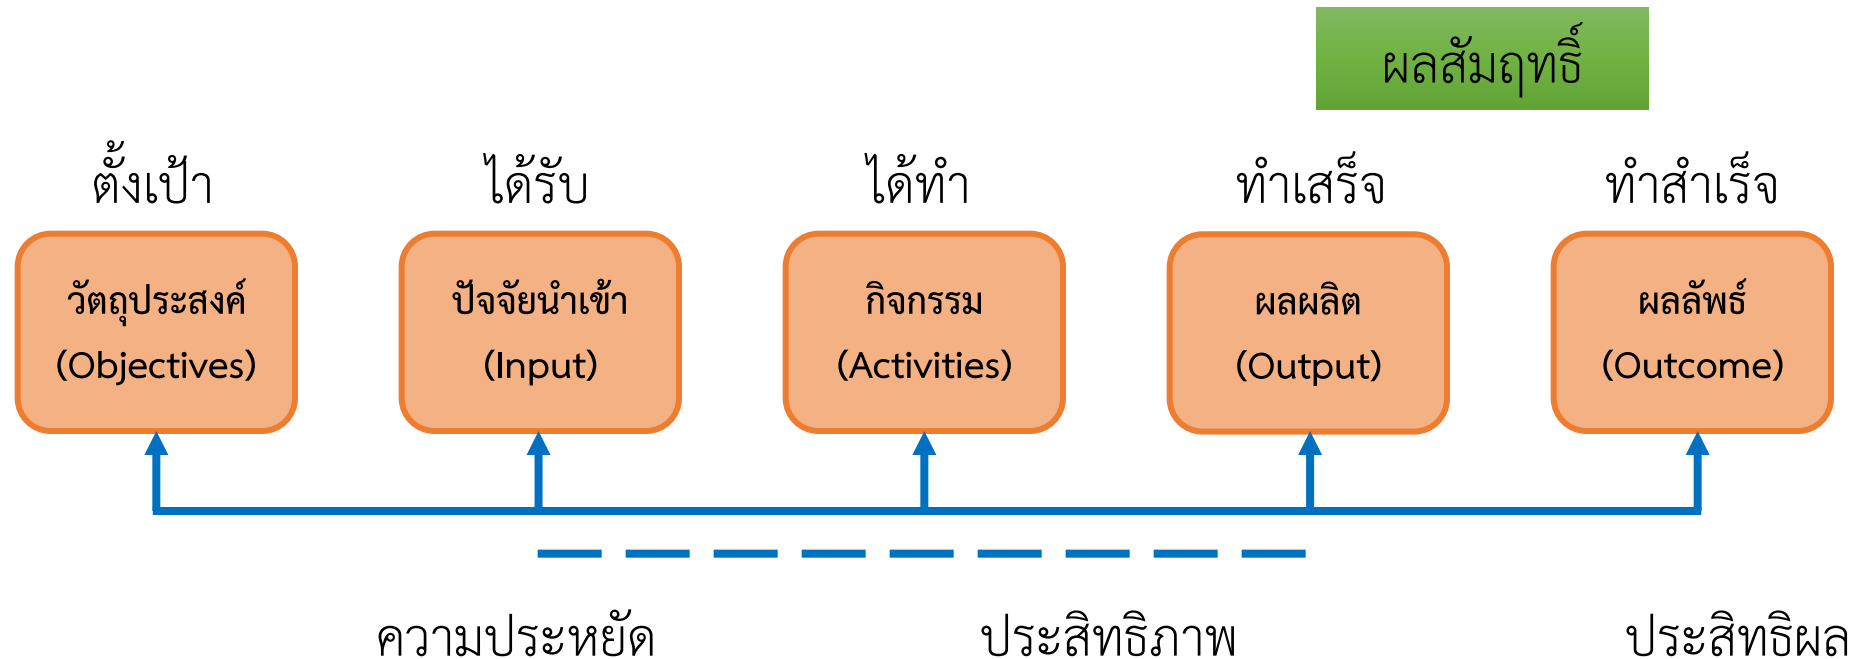 ผลสัมฤทธิ์
ตั้งเป้า
ได้รับ
ได้ทำ
ทำเสร็จ
ทำสำเร็จ
วัตถุประสงค์
(Objectives)
ปัจจัยนำเข้า
(Input)
กิจกรรม
(Activities)
ผลผลิต
(Output)
ผลลัพธ์
(Outcome)
ความประหยัด
ประสิทธิภาพ
ประสิทธิผล